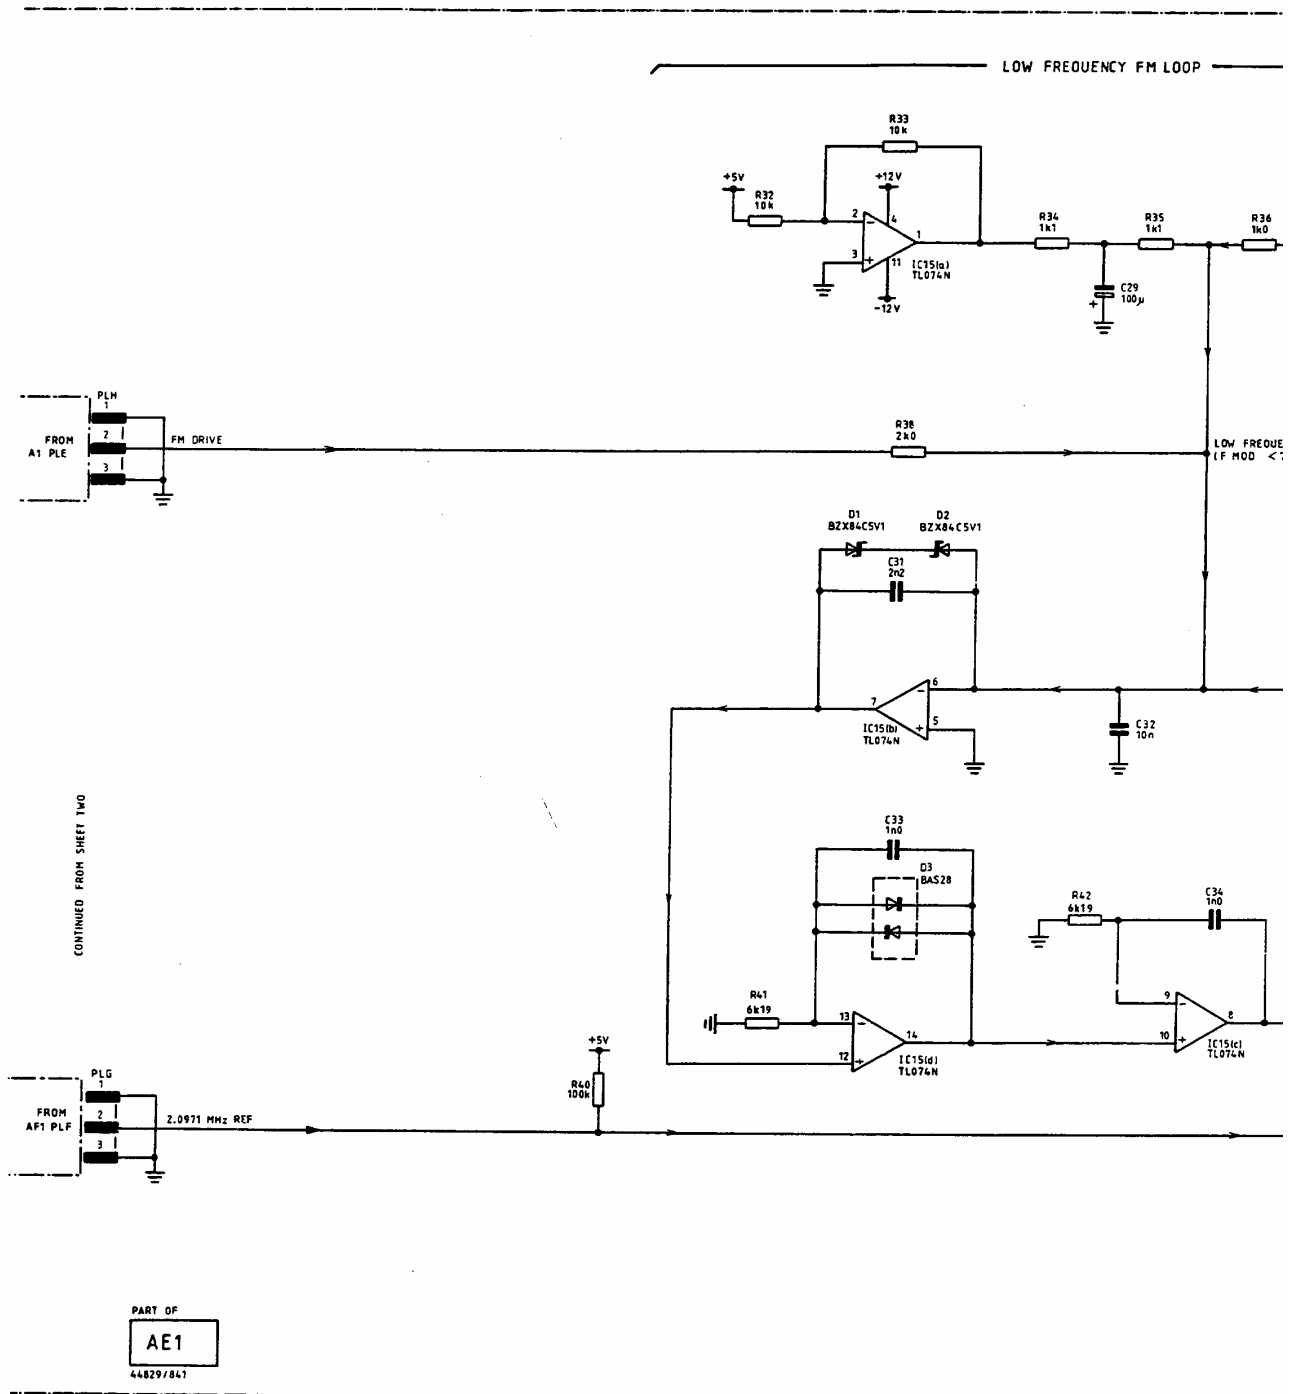 LOW FREQUENCY FM LOOP
R33
10k
+5V
R32
10k
+12V
2
-
4
1
3
+
11
IC15(a)
TL074N
-12V
R34
1k1
R35
1k1
R36
1k0
C29
100µ
+
PLH
1
2
3
FROM
A1 PLE
FM DRIVE
R38
2k0
LOW FREQUE
(F MOD <
D1
BZX84C5V1
D2
BZX84C5V1
C31
2n2
6
-
7
5
+
IC15(b)
TL074N
C32
10n
CONTINUED FROM SHEET TWO
C33
1n0
D3
BAS28
R42
6k19
C34
1n0
R41
6k19
13
-
14
12
+
IC15(d)
TL074N
9
-
8
10
+
IC15(c)
TL074N
+5V
R40
100k
PLG
1
2
3
FROM
AF1 PLF
2.0971 MHz REF
PART OF
AE1
44829/847